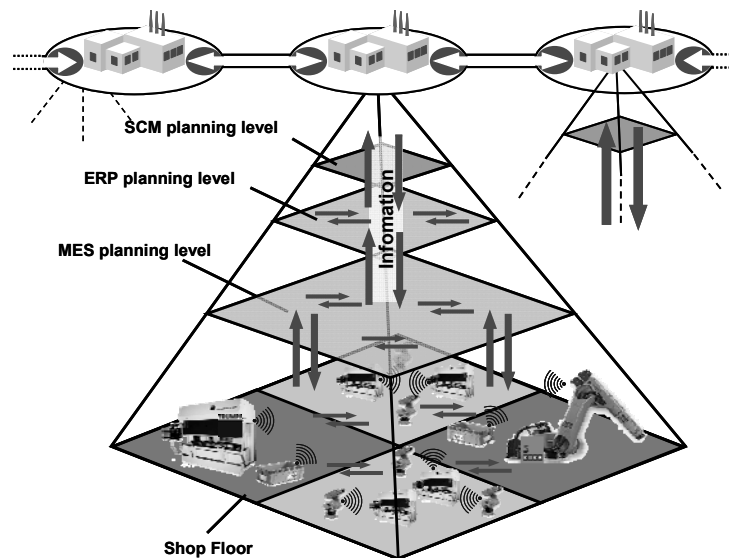 SCM planning level
ERP planning level
Infomation
MES planning level
Shop Floor